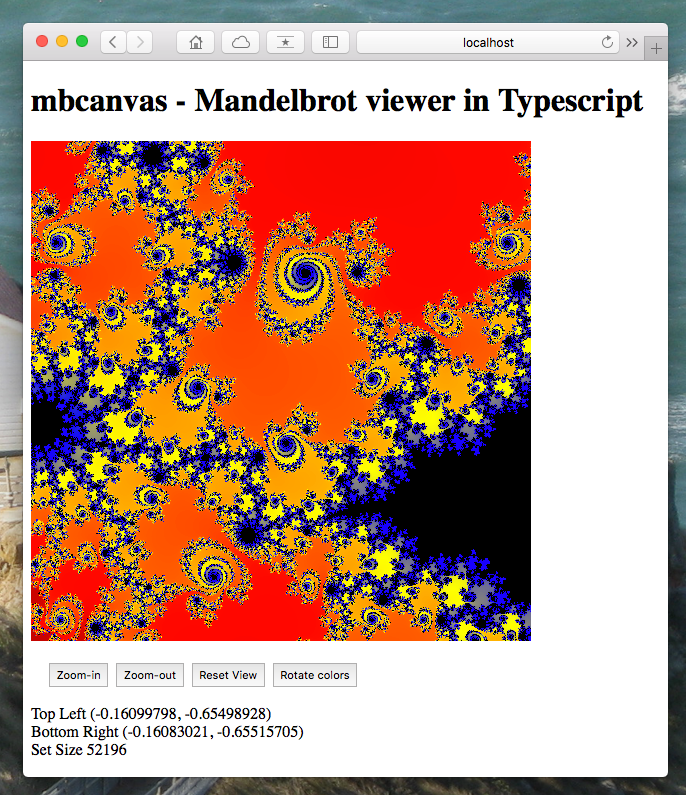 localhost
mbcanvas - Mandelbrot viewer in Typescript
Zoom-in Zoom-out Reset View Rotate colors
Top Left (-0.16099798, -0.65498928)
Bottom Right (-0.16083021, -0.65515705)
Set Size 52196